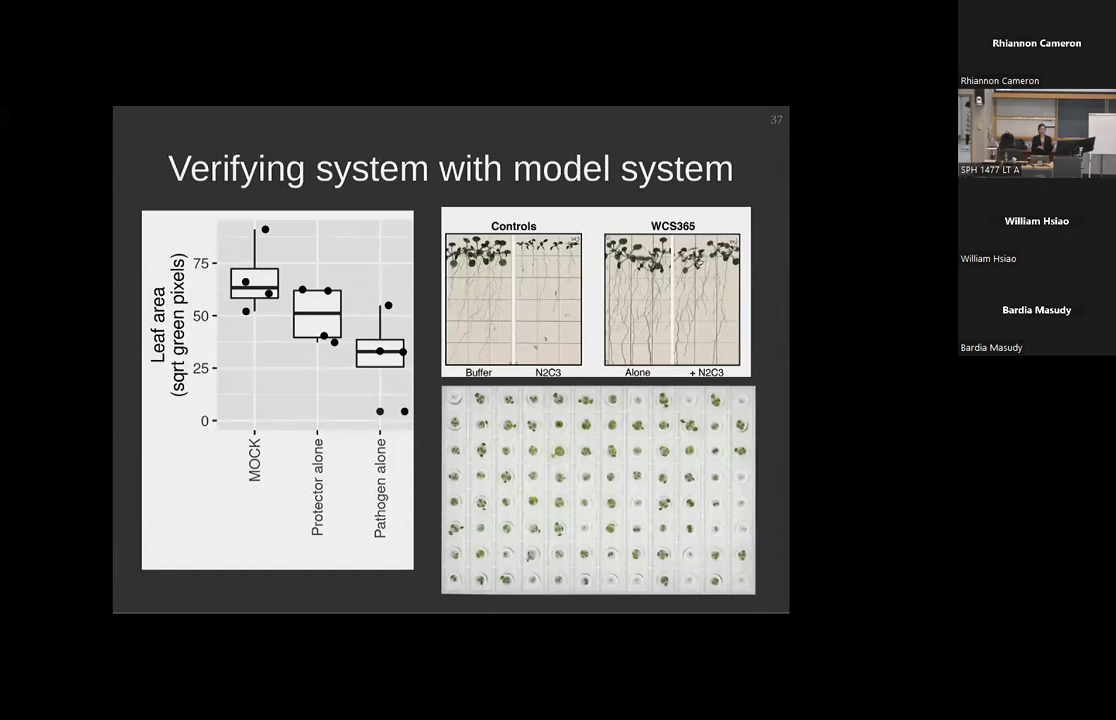 37
Verifying system with model system
Leaf area
(sqrt green pixels)
75
50
25
0
MOCK
Protector alone
Pathogen alone
Controls
WCS365
Buffer
N2C3
Alone
+ N2C3
Rhiannon Cameron
Rhiannon Cameron
SPH 1477 LT A
William Hsiao
William Hsiao
Bardia Masudy
Bardia Masudy